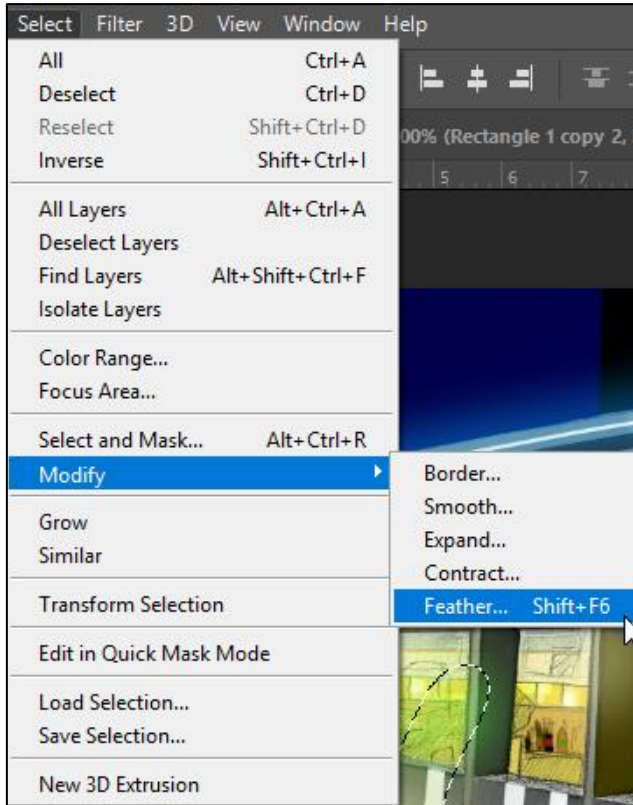 Select Filter 3D View Window Help
All Ctrl+A
Deselect Ctrl+D
Reselect Shift+Ctrl+D
Inverse Shift+Ctrl+I
All Layers Alt+Ctrl+A
Deselect Layers
Find Layers Alt+Shift+Ctrl+F
Isolate Layers
Color Range...
Focus Area...
Select and Mask... Alt+Ctrl+R
Modify
Grow
Similar
Transform Selection
Edit in Quick Mask Mode
Load Selection...
Save Selection...
New 3D Extrusion
00% (Rectangle 1 copy 2,
5 6 7
Border...
Smooth...
Expand...
Contract...
Feather... Shift+F6